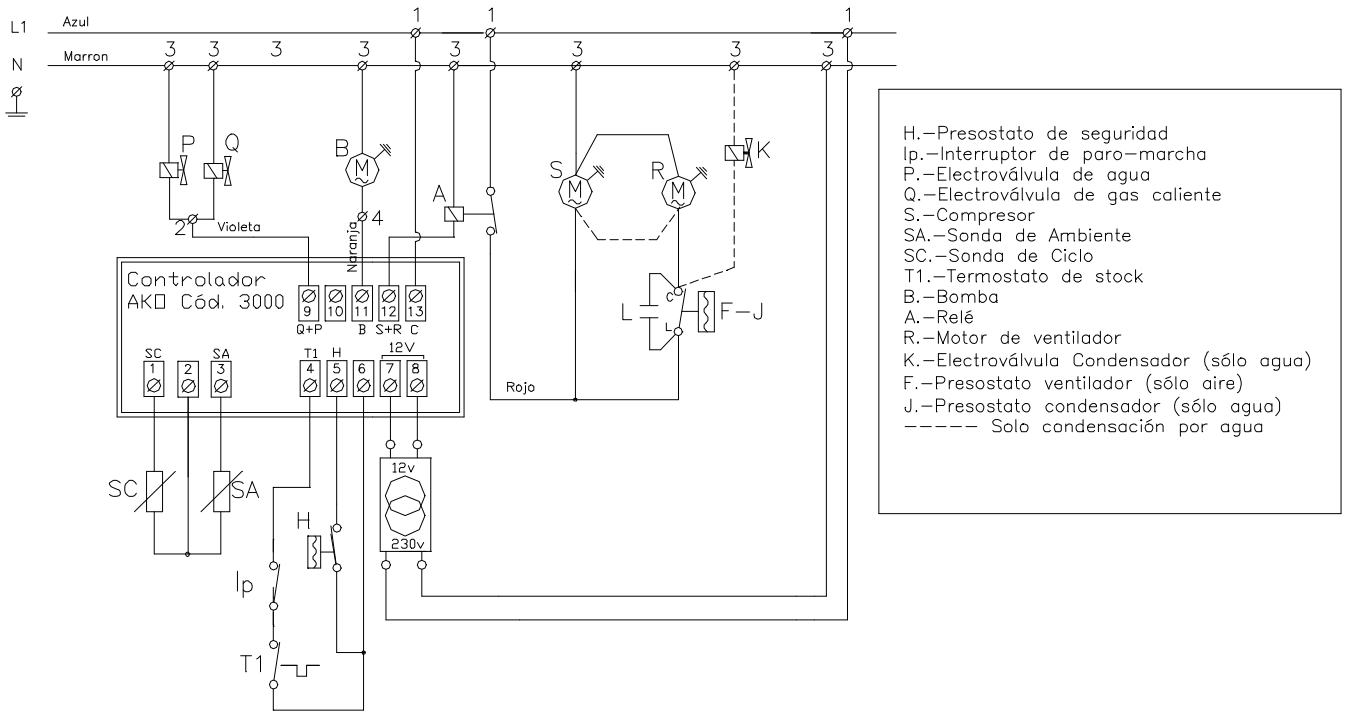 L1 Azul 1 1 1
N Marron 3 3 3 3 3 3 3 3
P Q B S R K
A
2 Violeta
Naranja
4
Controlador
AKO Cód. 3000
9 10 11 12 13
Q+P B S+R C
12V
SC SA T1 H
1 2 3 4 5 6 7 8
L C L F-J
Rojo
SC SA
12v
230v
H
Ip
T1
M M M
H.-Presostato de seguridad
Ip.-Interruptor de paro-marcha
P.-Electroválvula de agua
Q.-Electroválvula de gas caliente
S.-Compresor
SA.-Sonda de Ambiente
SC.-Sonda de Ciclo
T1.-Termostato de stock
B.-Bomba
A.-Relé
R.-Motor de ventilador
K.-Electroválvula Condensador (sólo agua)
F.-Presostato ventilador (sólo aire)
J.-Presostato condensador (sólo agua)
----- Solo condensación por agua